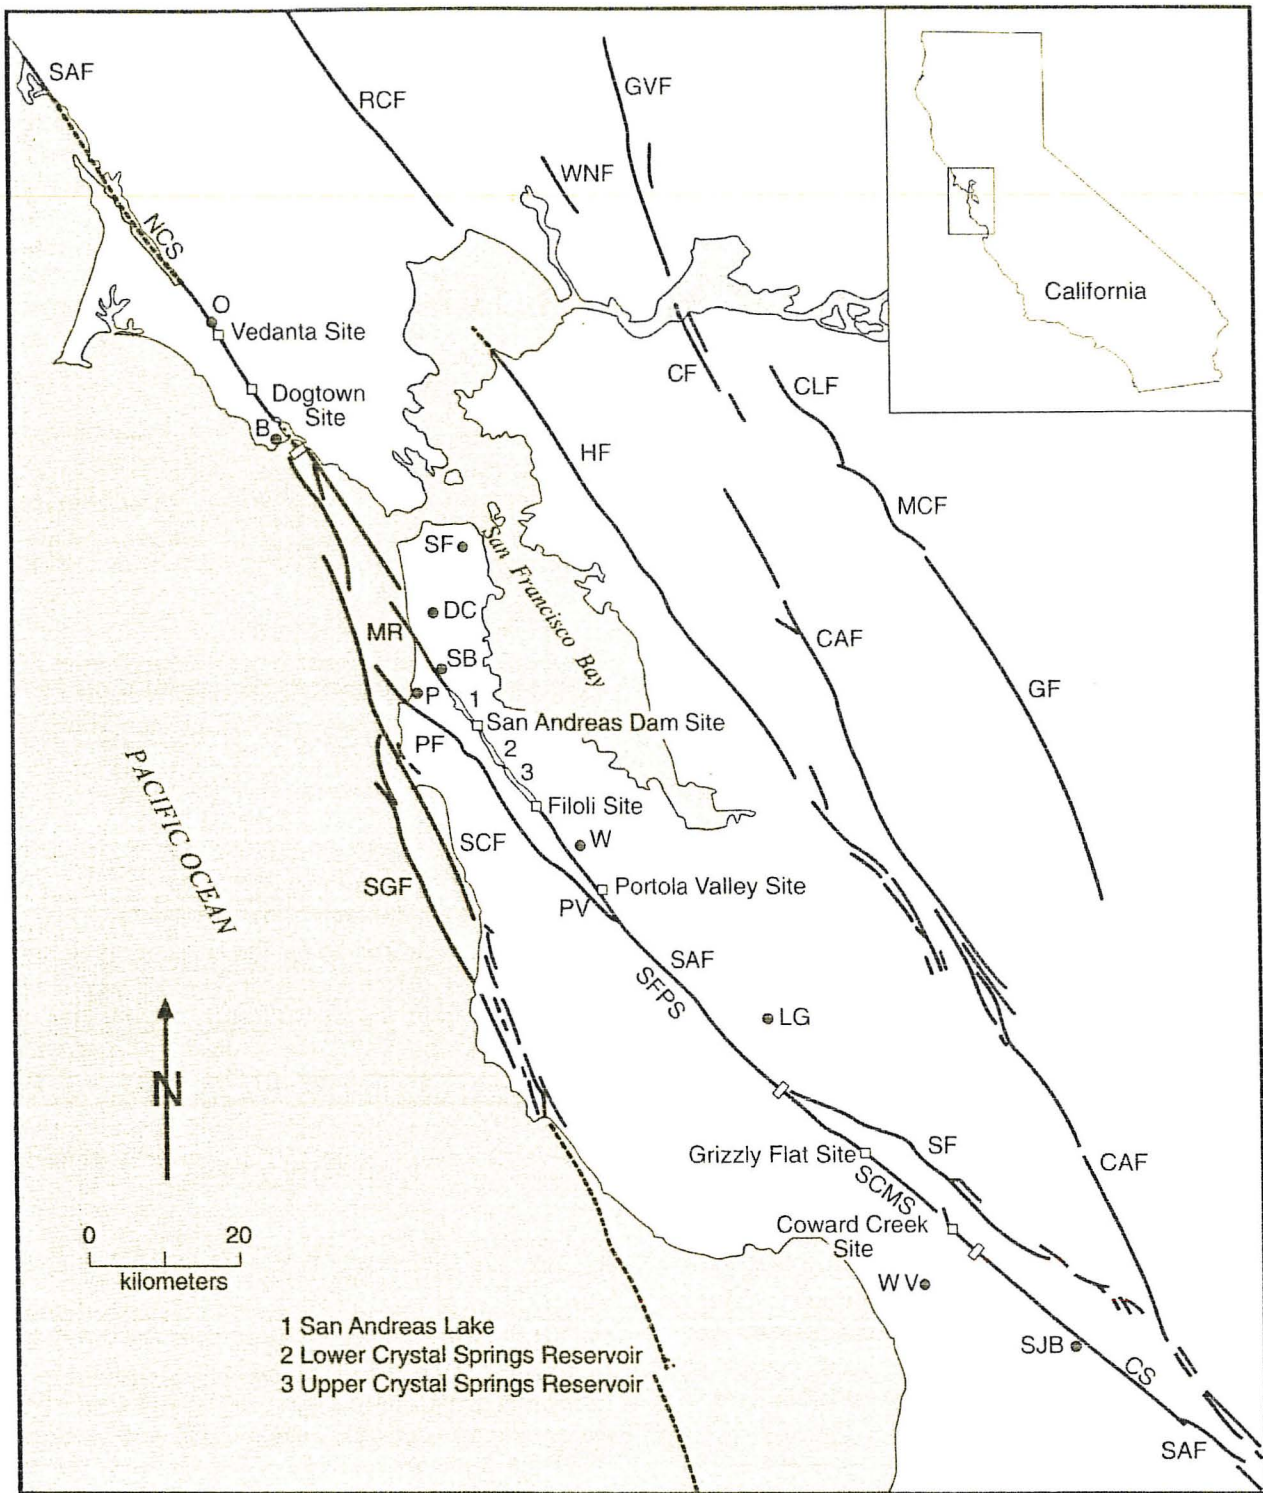 SAF
RCF
GVF
WNF
NCS
California
O
Vedanta Site
Dogtown
Site
B
CF
CLF
HF
MCF
SF
San Francisco Bay
DC
MR
SB
CAF
P
1
San Andreas Dam Site
GF
PF
2
3
Filoli Site
PACIFIC OCEAN
SCF
W
SGF
Portola Valley Site
PV
SAF
SFPS
LG
N
Grizzly Flat Site
SF
SCMS
CAF
Coward Creek
Site
0 20
kilometers
WV
1 San Andreas Lake
2 Lower Crystal Springs Reservoir
3 Upper Crystal Springs Reservoir
SJB
CS
SAF